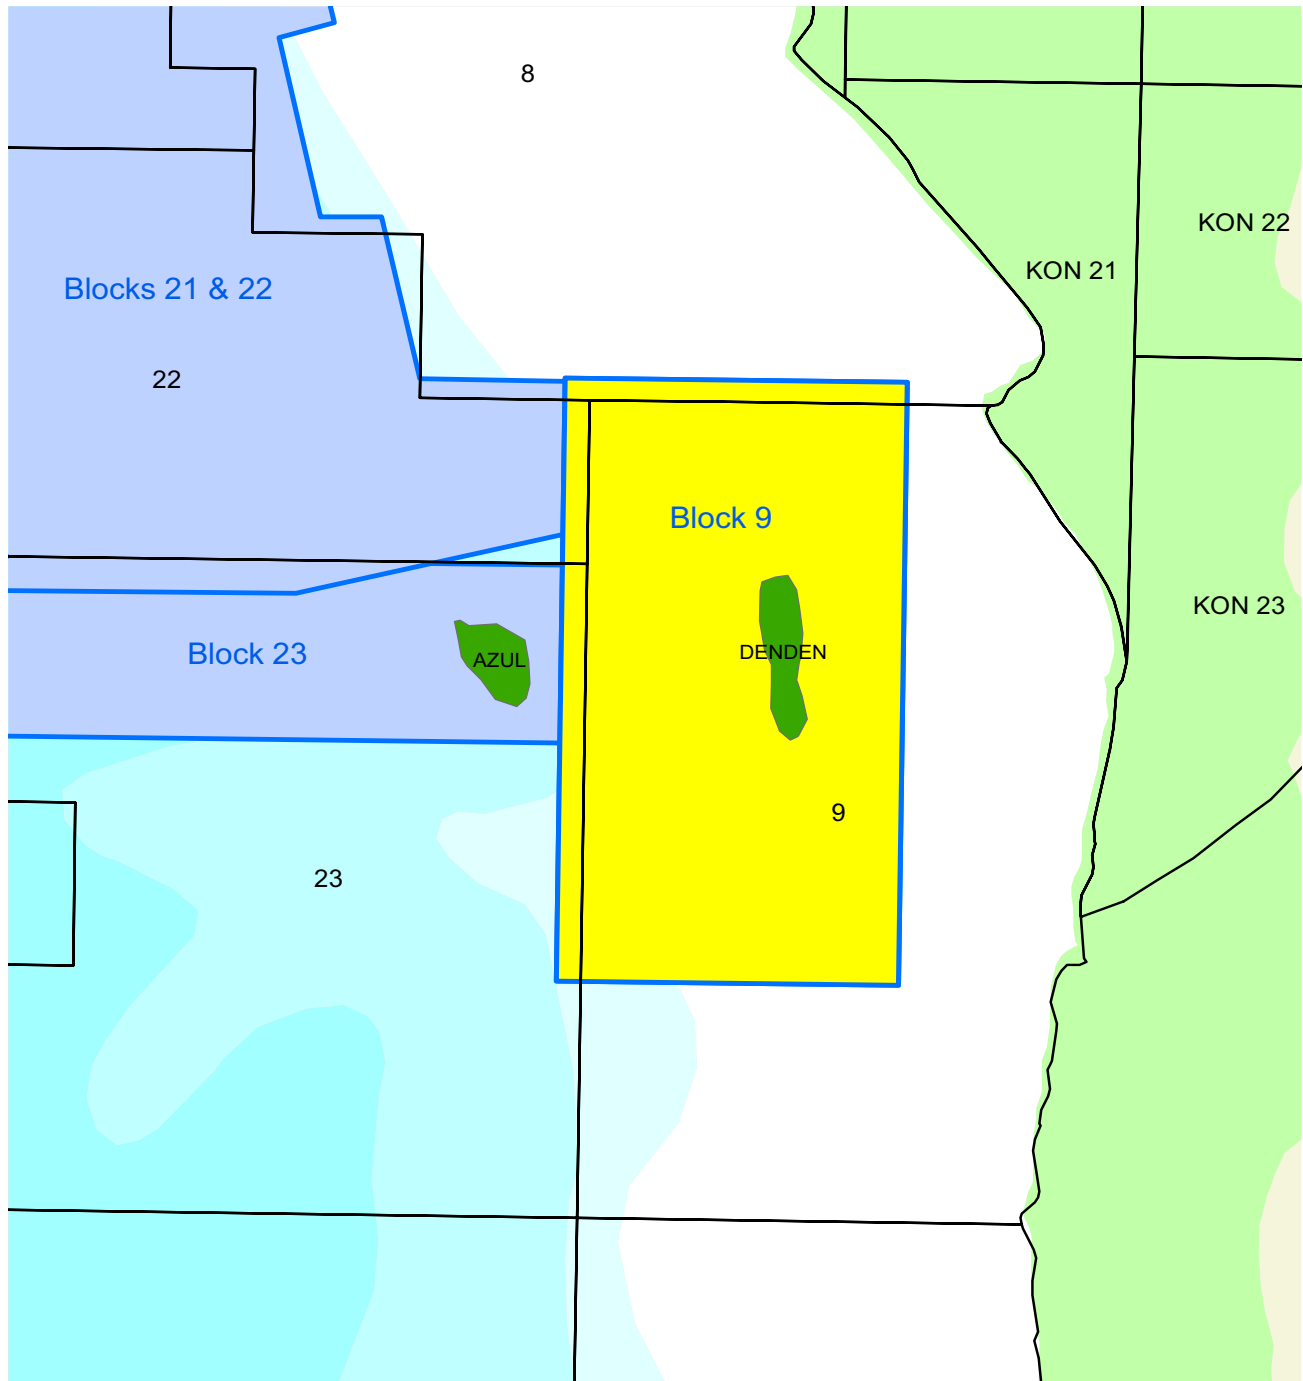 8
KON 22
KON 21
Blocks 21 & 22
22
Block 9
KON 23
Block 23
AZUL
DENDEN
9
23